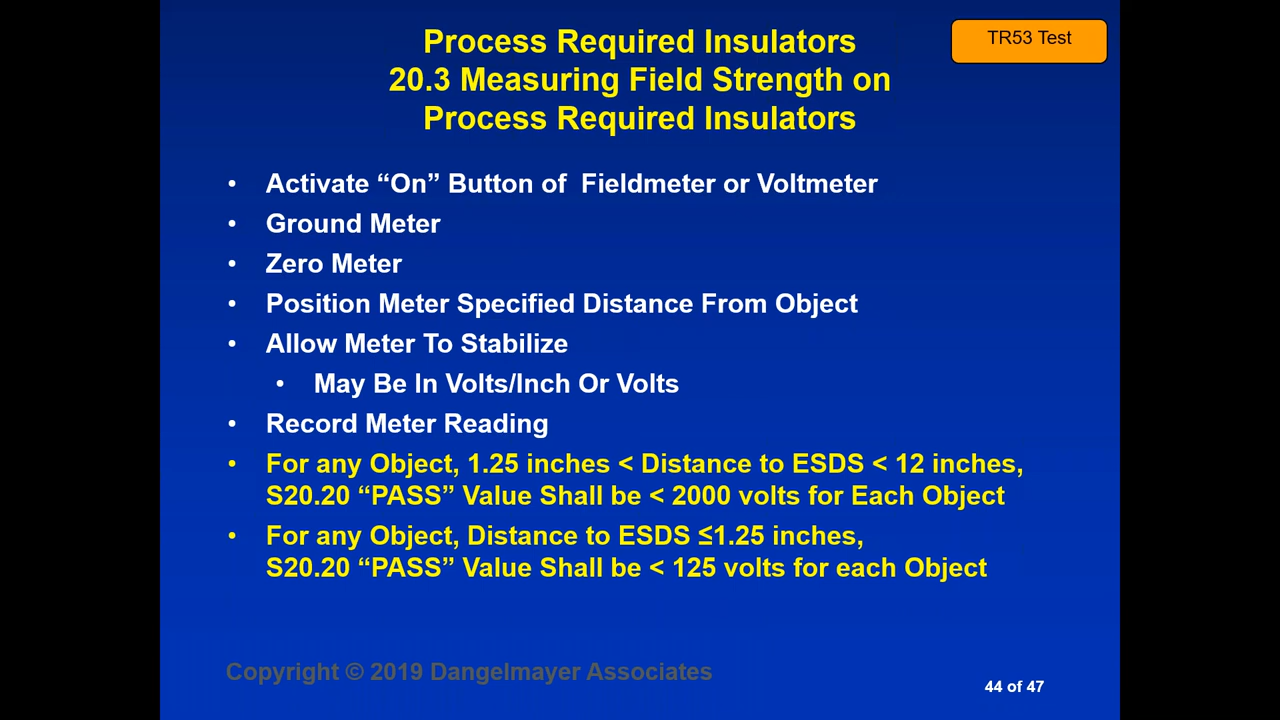 Process Required Insulators
TR53 Test
20.3 Measuring Field Strength on
Process Required Insulators
• Activate “On” Button of  Fieldmeter or Voltmeter
• Ground Meter
• Zero Meter
• Position Meter Specified Distance From Object
• Allow Meter To Stabilize
• May Be In Volts/Inch Or Volts
• Record Meter Reading
• For any Object, 1.25 inches < Distance to ESDS < 12 inches,
S20.20 “PASS” Value Shall be < 2000 volts for Each Object
• For any Object, Distance to ESDS ≤1.25 inches,
S20.20 “PASS” Value Shall be < 125 volts for each Object
Copyright © 2019 Dangelmayer Associates
44 of 47